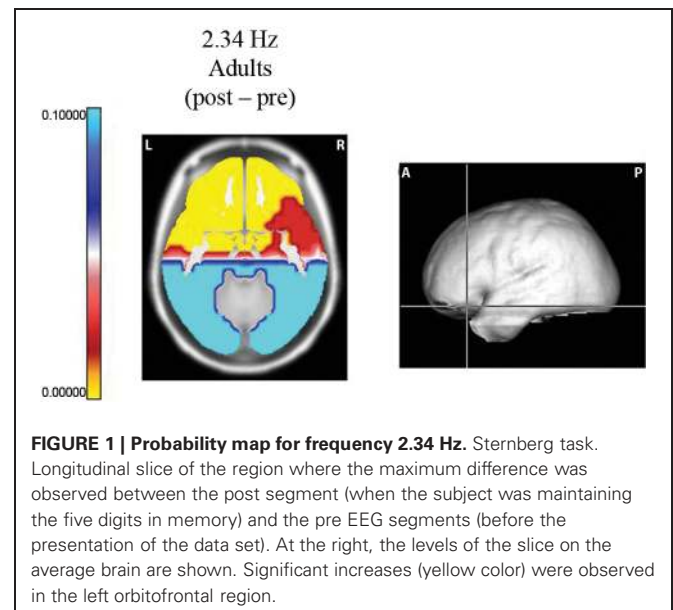 2.34 Hz
Adults
(post – pre)
0.10000
L R
A P
0.00000
FIGURE 1 | Probability map for frequency 2.34 Hz. Sternberg task.
Longitudinal slice of the region where the maximum difference was
observed between the post segment (when the subject was maintaining
the five digits in memory) and the pre EEG segments (before the
presentation of the data set). At the right, the levels of the slice on the
average brain are shown. Significant increases (yellow color) were observed
in the left orbitofrontal region.